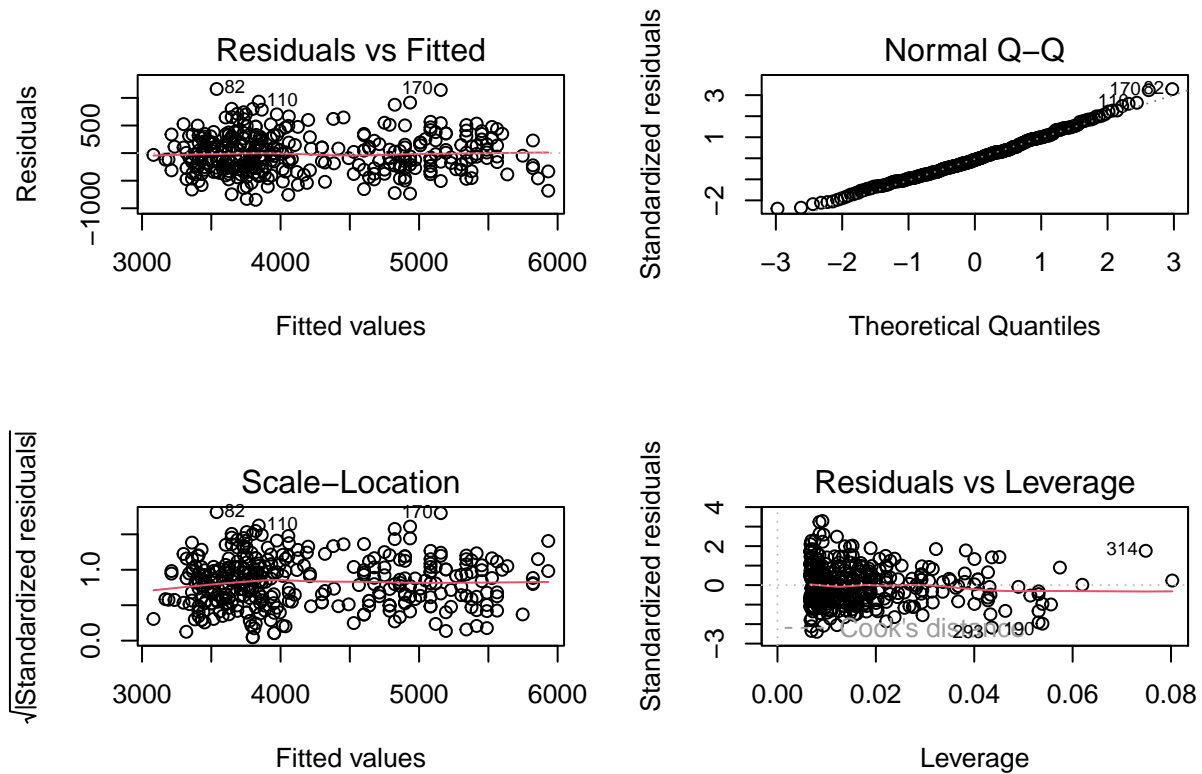 Residuals vs Fitted
Residuals
500
−1000
82
110
170
3000 4000 5000 6000
Fitted values
Normal Q−Q
Standardized residuals
3
1
−2
170
82
−3 −2 −1 0 1 2 3
Theoretical Quantiles
Scale−Location
√|Standardized residuals|
1.0
0.0
82
110
170
3000 4000 5000 6000
Fitted values
Residuals vs Leverage
Standardized residuals
4
2
0
−3
314
Cook's distance
293
190
0.00 0.02 0.04 0.06 0.08
Leverage